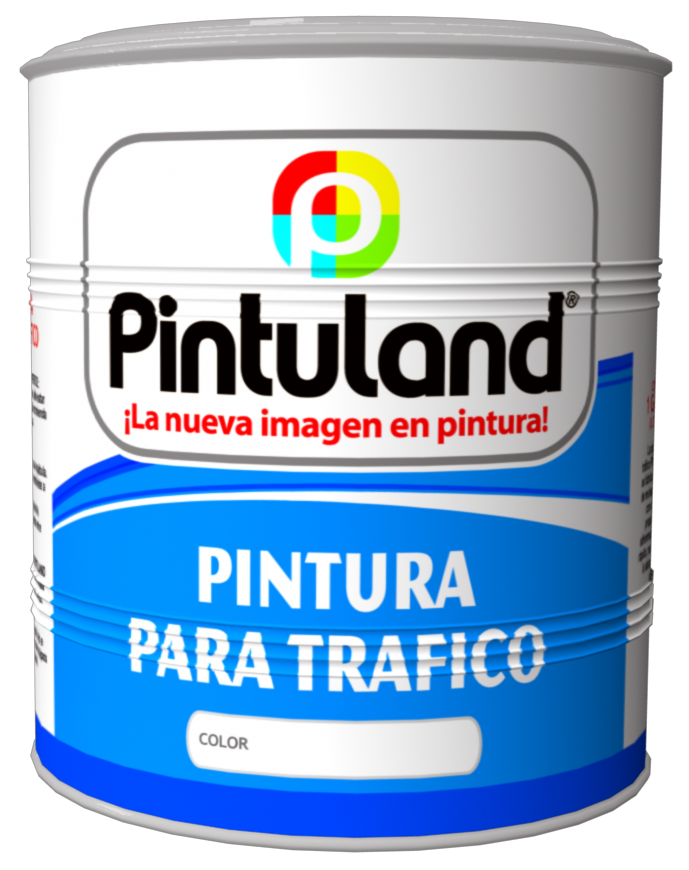 Pintuland®
¡La nueva imagen en pintura!
PINTURA
PARA TRAFICO
COLOR